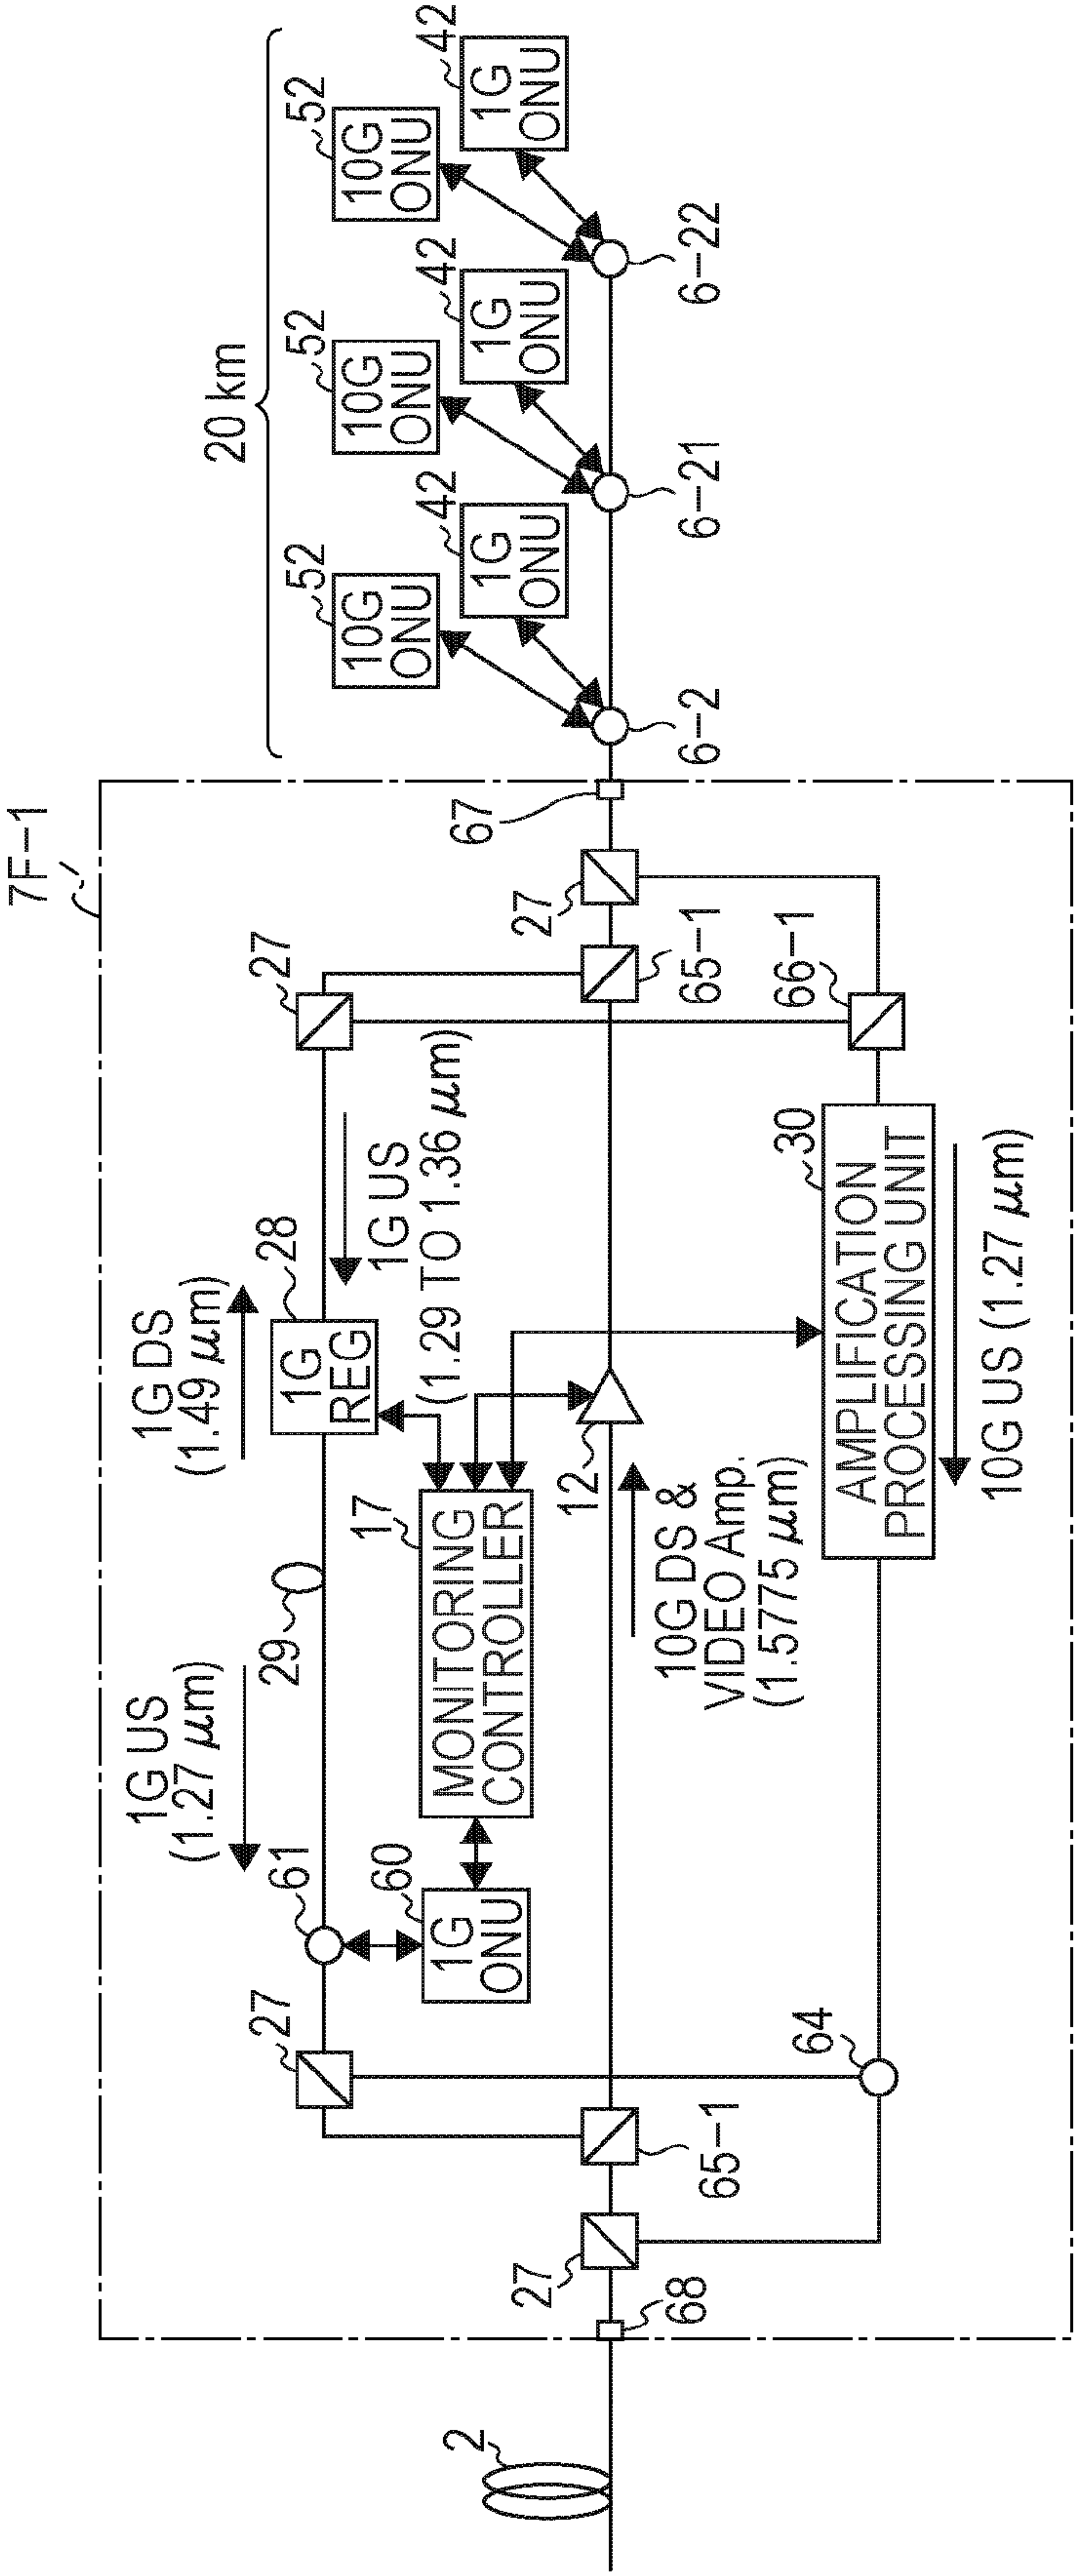 7F-1
20 km
52
10G
ONU
42
1G
ONU
52
10G
ONU
42
1G
ONU
52
10G
ONU
42
1G
ONU
6-2
6-21
6-22
2
68
67
27
65-1
27
61
1G US
(1.27 μm)
29
1G DS
(1.49 μm)
28
1G
REG
1G US
(1.29 TO 1.36 μm)
27
27
65-1
60
1G
ONU
17
MONITORING
CONTROLLER
12
10G DS &
VIDEO Amp.
(1.5775 μm)
64
30
AMPLIFICATION
PROCESSING UNIT
10G US (1.27 μm)
66-1